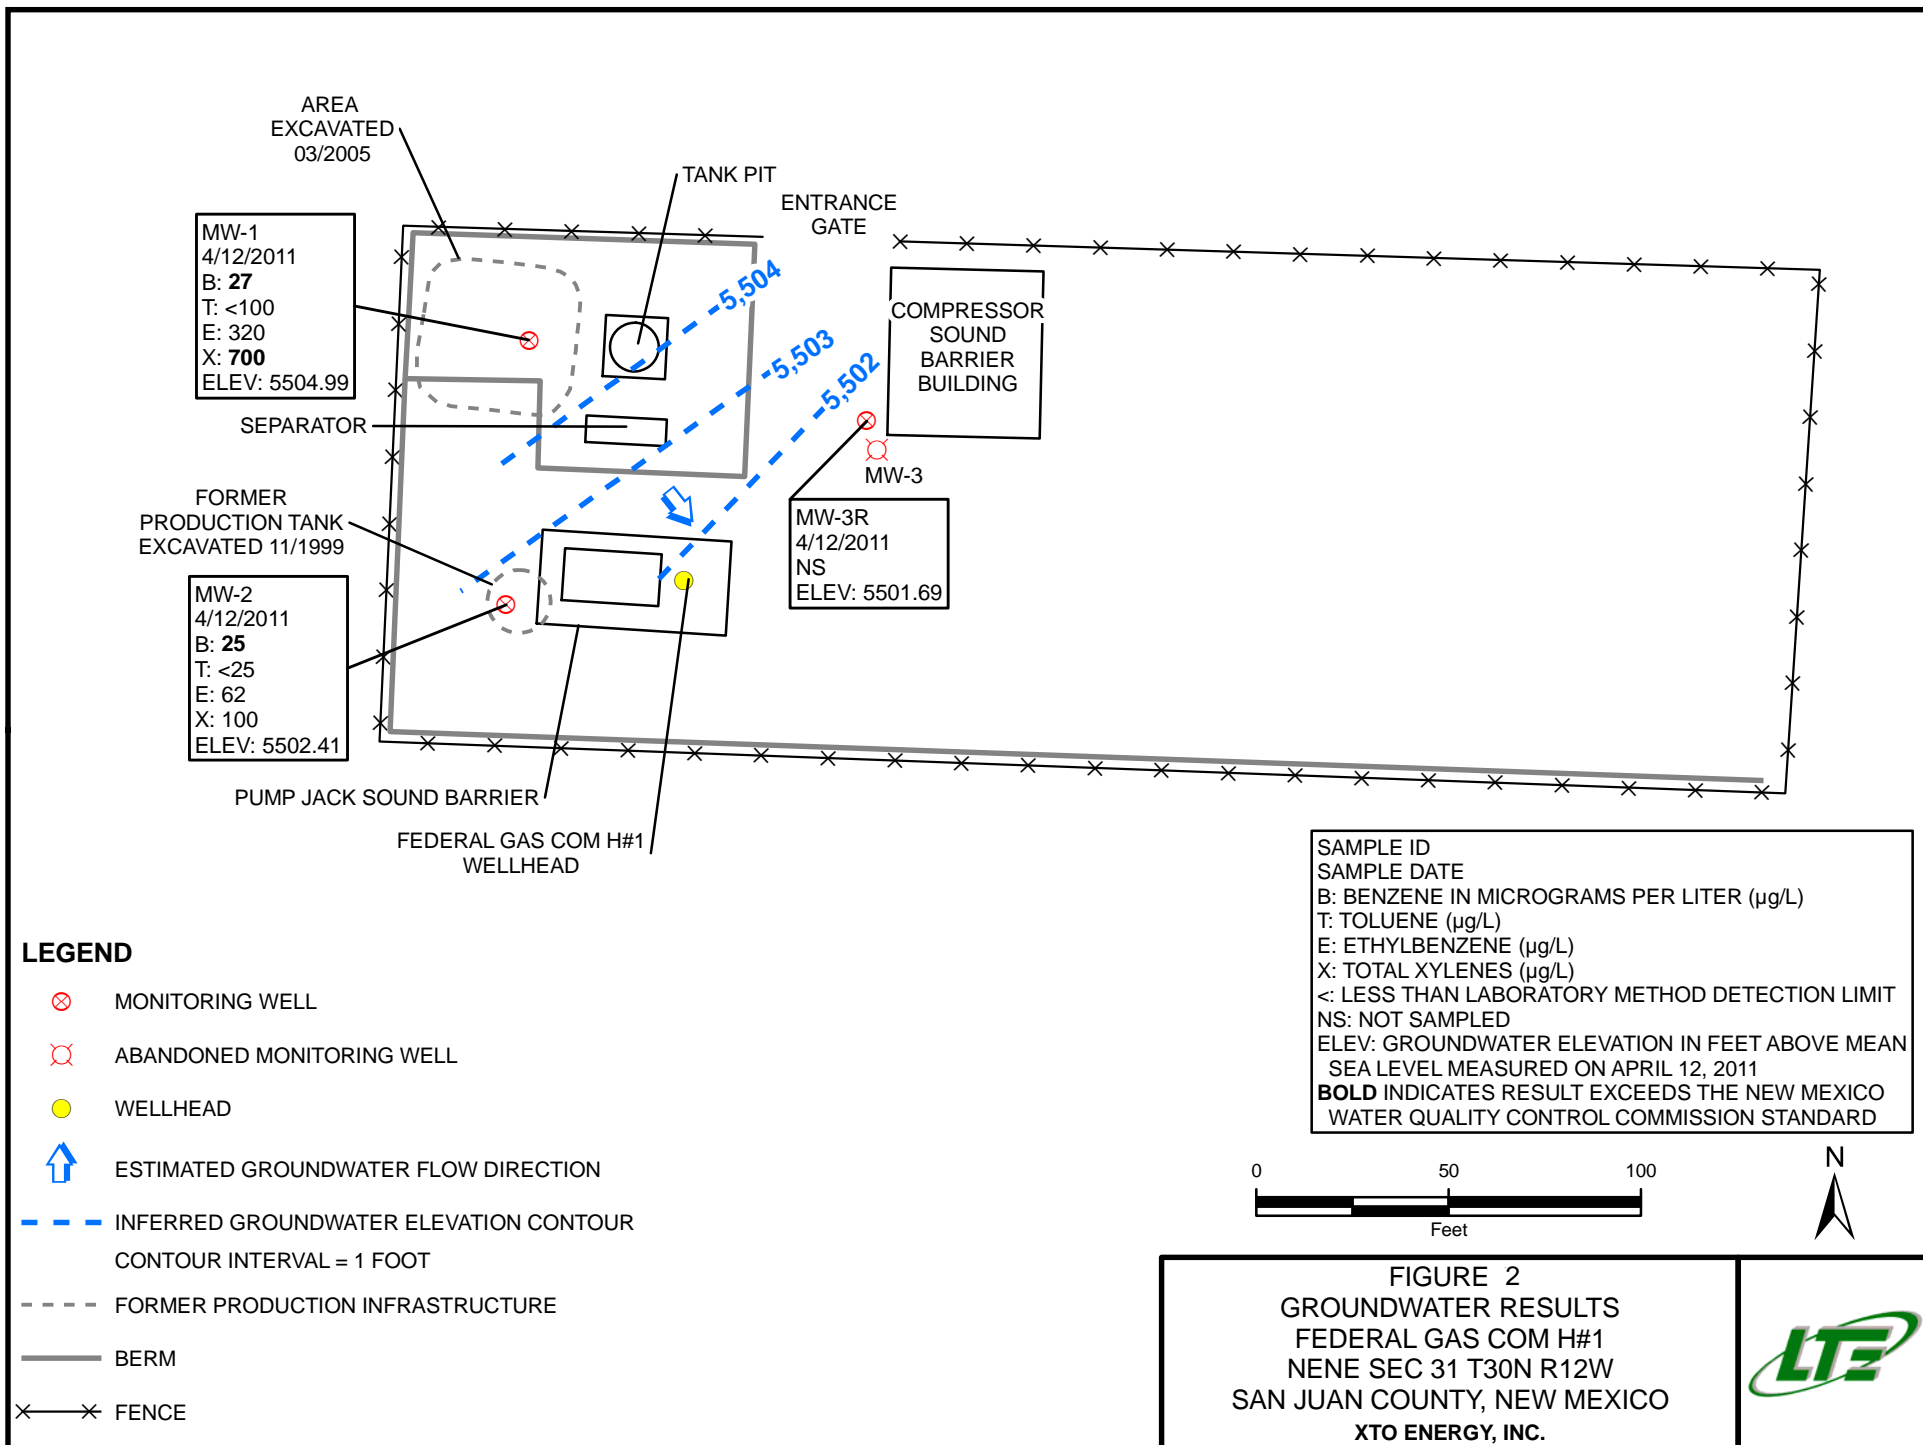 AREA
EXCAVATED
03/2005
TANK PIT
ENTRANCE
GATE
MW-1
4/12/2011
B: 27
T: <100
E: 320
X: 700
ELEV: 5504.99
5,504
5,503
5,502
COMPRESSOR
SOUND
BARRIER
BUILDING
SEPARATOR
MW-3
FORMER
PRODUCTION TANK
EXCAVATED 11/1999
MW-3R
4/12/2011
NS
ELEV: 5501.69
MW-2
4/12/2011
B: 25
T: <25
E: 62
X: 100
ELEV: 5502.41
PUMP JACK SOUND BARRIER
FEDERAL GAS COM H#1
WELLHEAD
SAMPLE ID
SAMPLE DATE
B: BENZENE IN MICROGRAMS PER LITER (µg/L)
T: TOLUENE (µg/L)
E: ETHYLBENZENE (µg/L)
X: TOTAL XYLENES (µg/L)
<: LESS THAN LABORATORY METHOD DETECTION LIMIT
NS: NOT SAMPLED
ELEV: GROUNDWATER ELEVATION IN FEET ABOVE MEAN
SEA LEVEL MEASURED ON APRIL 12, 2011
BOLD INDICATES RESULT EXCEEDS THE NEW MEXICO
WATER QUALITY CONTROL COMMISSION STANDARD
LEGEND
MONITORING WELL
ABANDONED MONITORING WELL
WELLHEAD
ESTIMATED GROUNDWATER FLOW DIRECTION
INFERRED GROUNDWATER ELEVATION CONTOUR
CONTOUR INTERVAL = 1 FOOT
FORMER PRODUCTION INFRASTRUCTURE
BERM
FENCE
0 50 100
Feet
N
FIGURE 2
GROUNDWATER RESULTS
FEDERAL GAS COM H#1
NENE SEC 31 T30N R12W
SAN JUAN COUNTY, NEW MEXICO
XTO ENERGY, INC.
LTE